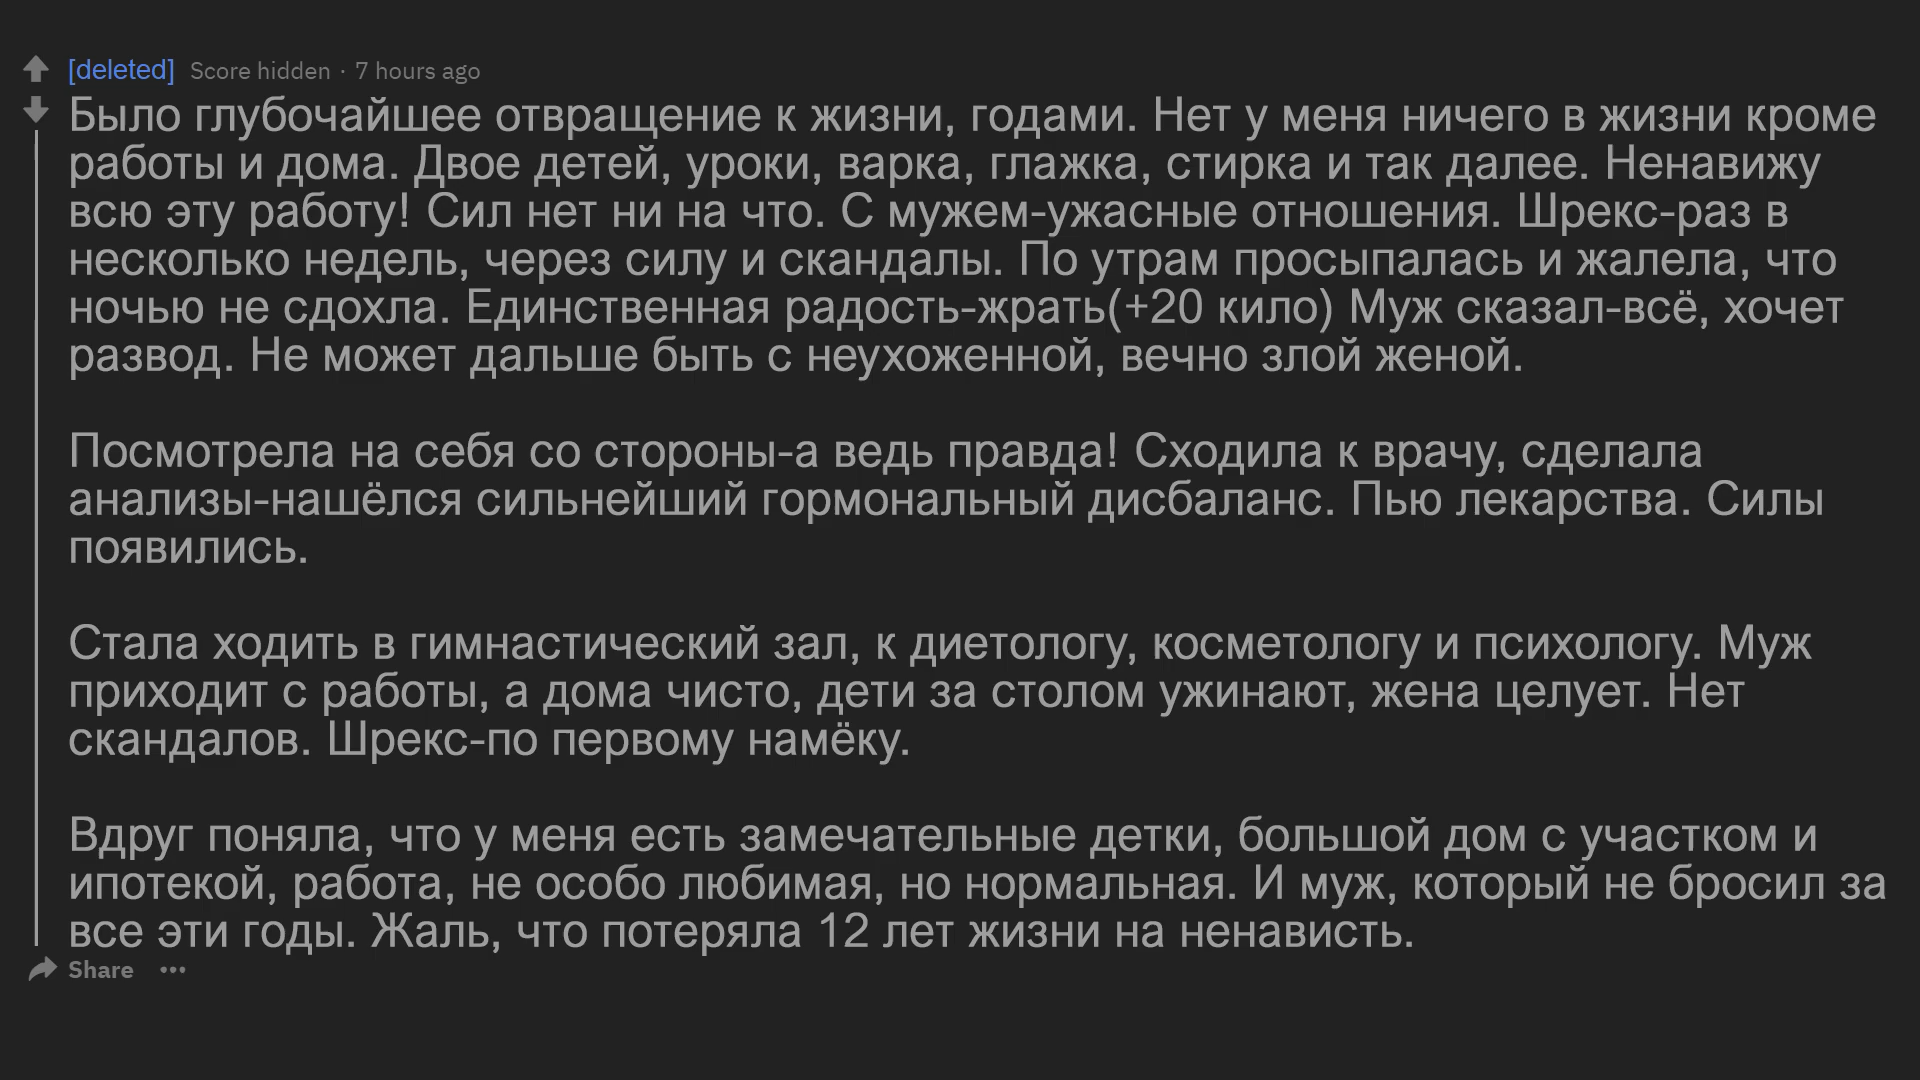 [deleted] Score hidden · 7 hours ago
Было глубочайшее отвращение к жизни, годами. Нет у меня ничего в жизни кроме
работы и дома. Двое детей, уроки, варка, глажка, стирка и так далее. Ненавижу
всю эту работу! Сил нет ни на что. С мужем-ужасные отношения. Шрекс-раз в
несколько недель, через силу и скандалы. По утрам просыпалась и жалела, что
ночью не сдохла. Единственная радость-жрать(+20 кило) Муж сказал-всё, хочет
развод. Не может дальше быть с неухоженной, вечно злой женой.
Посмотрела на себя со стороны-а ведь правда! Сходила к врачу, сделала
анализы-нашёлся сильнейший гормональный дисбаланс. Пью лекарства. Силы
появились.
Стала ходить в гимнастический зал, к диетологу, косметологу и психологу. Муж
приходит с работы, а дома чисто, дети за столом ужинают, жена целует. Нет
скандалов. Шрекс-по первому намёку.
Вдруг поняла, что у меня есть замечательные детки, большой дом с участком и
ипотекой, работа, не особо любимая, но нормальная. И муж, который не бросил за
все эти годы. Жаль, что потеряла 12 лет жизни на ненависть.
Share •••